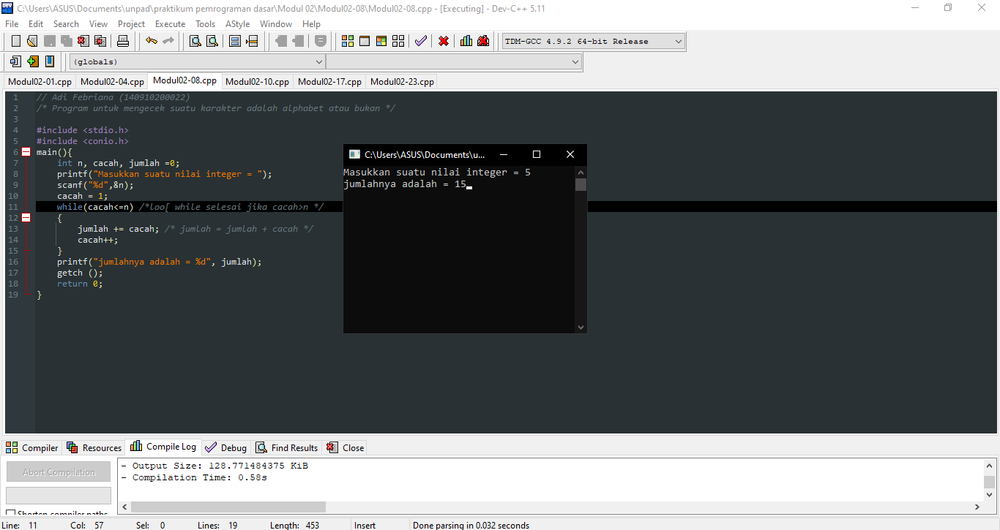 C:\Users\ASUS\Documents\unpad\praktikum pemrograman dasar\Modul 02\Modul02-08\Modul02-08.cpp - [Executing] - Dev-C++ 5.11
File Edit Search View Project Execute Tools AStyle Window Help
TDM-GCC 4.9.2 64-bit Release
(globals)
Modul02-01.cpp Modul02-04.cpp Modul02-08.cpp Modul02-10.cpp Modul02-17.cpp Modul02-23.cpp
1 // Adi Febriana (140910200022)
2 /* Program untuk mengecek suatu karakter adalah alphabet atau bukan */
3
4 #include <stdio.h>
5 #include <conio.h>
6 main(){
7 int n, cacah, jumlah =0;
8 printf("Masukkan suatu nilai integer = ");
9 scanf("%d",&n);
10 cacah = 1;
11 while(cacah<=n) /*loo[ while selesai jika cacah>n */
12 {
13 jumlah += cacah; /* jumlah = jumlah + cacah */
14 cacah++;
15 }
16 printf("jumlahnya adalah = %d", jumlah);
17 getch ();
18 return 0;
19 }
C:\Users\ASUS\Documents\u...
Masukkan suatu nilai integer = 5
jumlahnya adalah = 15
Compiler Resources Compile Log Debug Find Results Close
Abort Compilation
Shorten compiler paths
- Output Size: 128.771484375 KiB
- Compilation Time: 0.58s
Line: 11 Col: 57 Sel: 0 Lines: 19 Length: 453 Insert Done parsing in 0.032 seconds